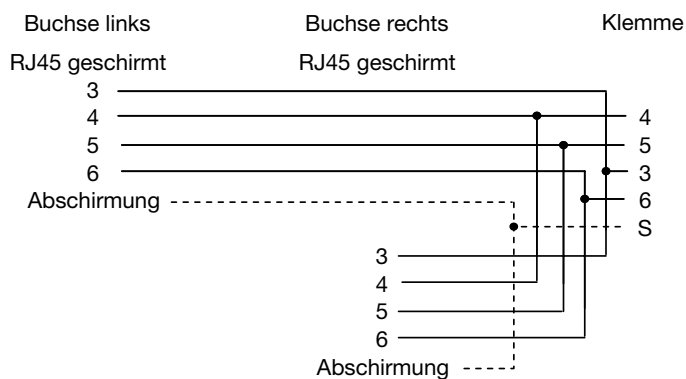 Buchse links Buchse rechts Klemme
RJ45 geschirmt RJ45 geschirmt
3
4 4
5 5
3
6
6
Abschirmung
S
3
4
5
6
Abschirmung